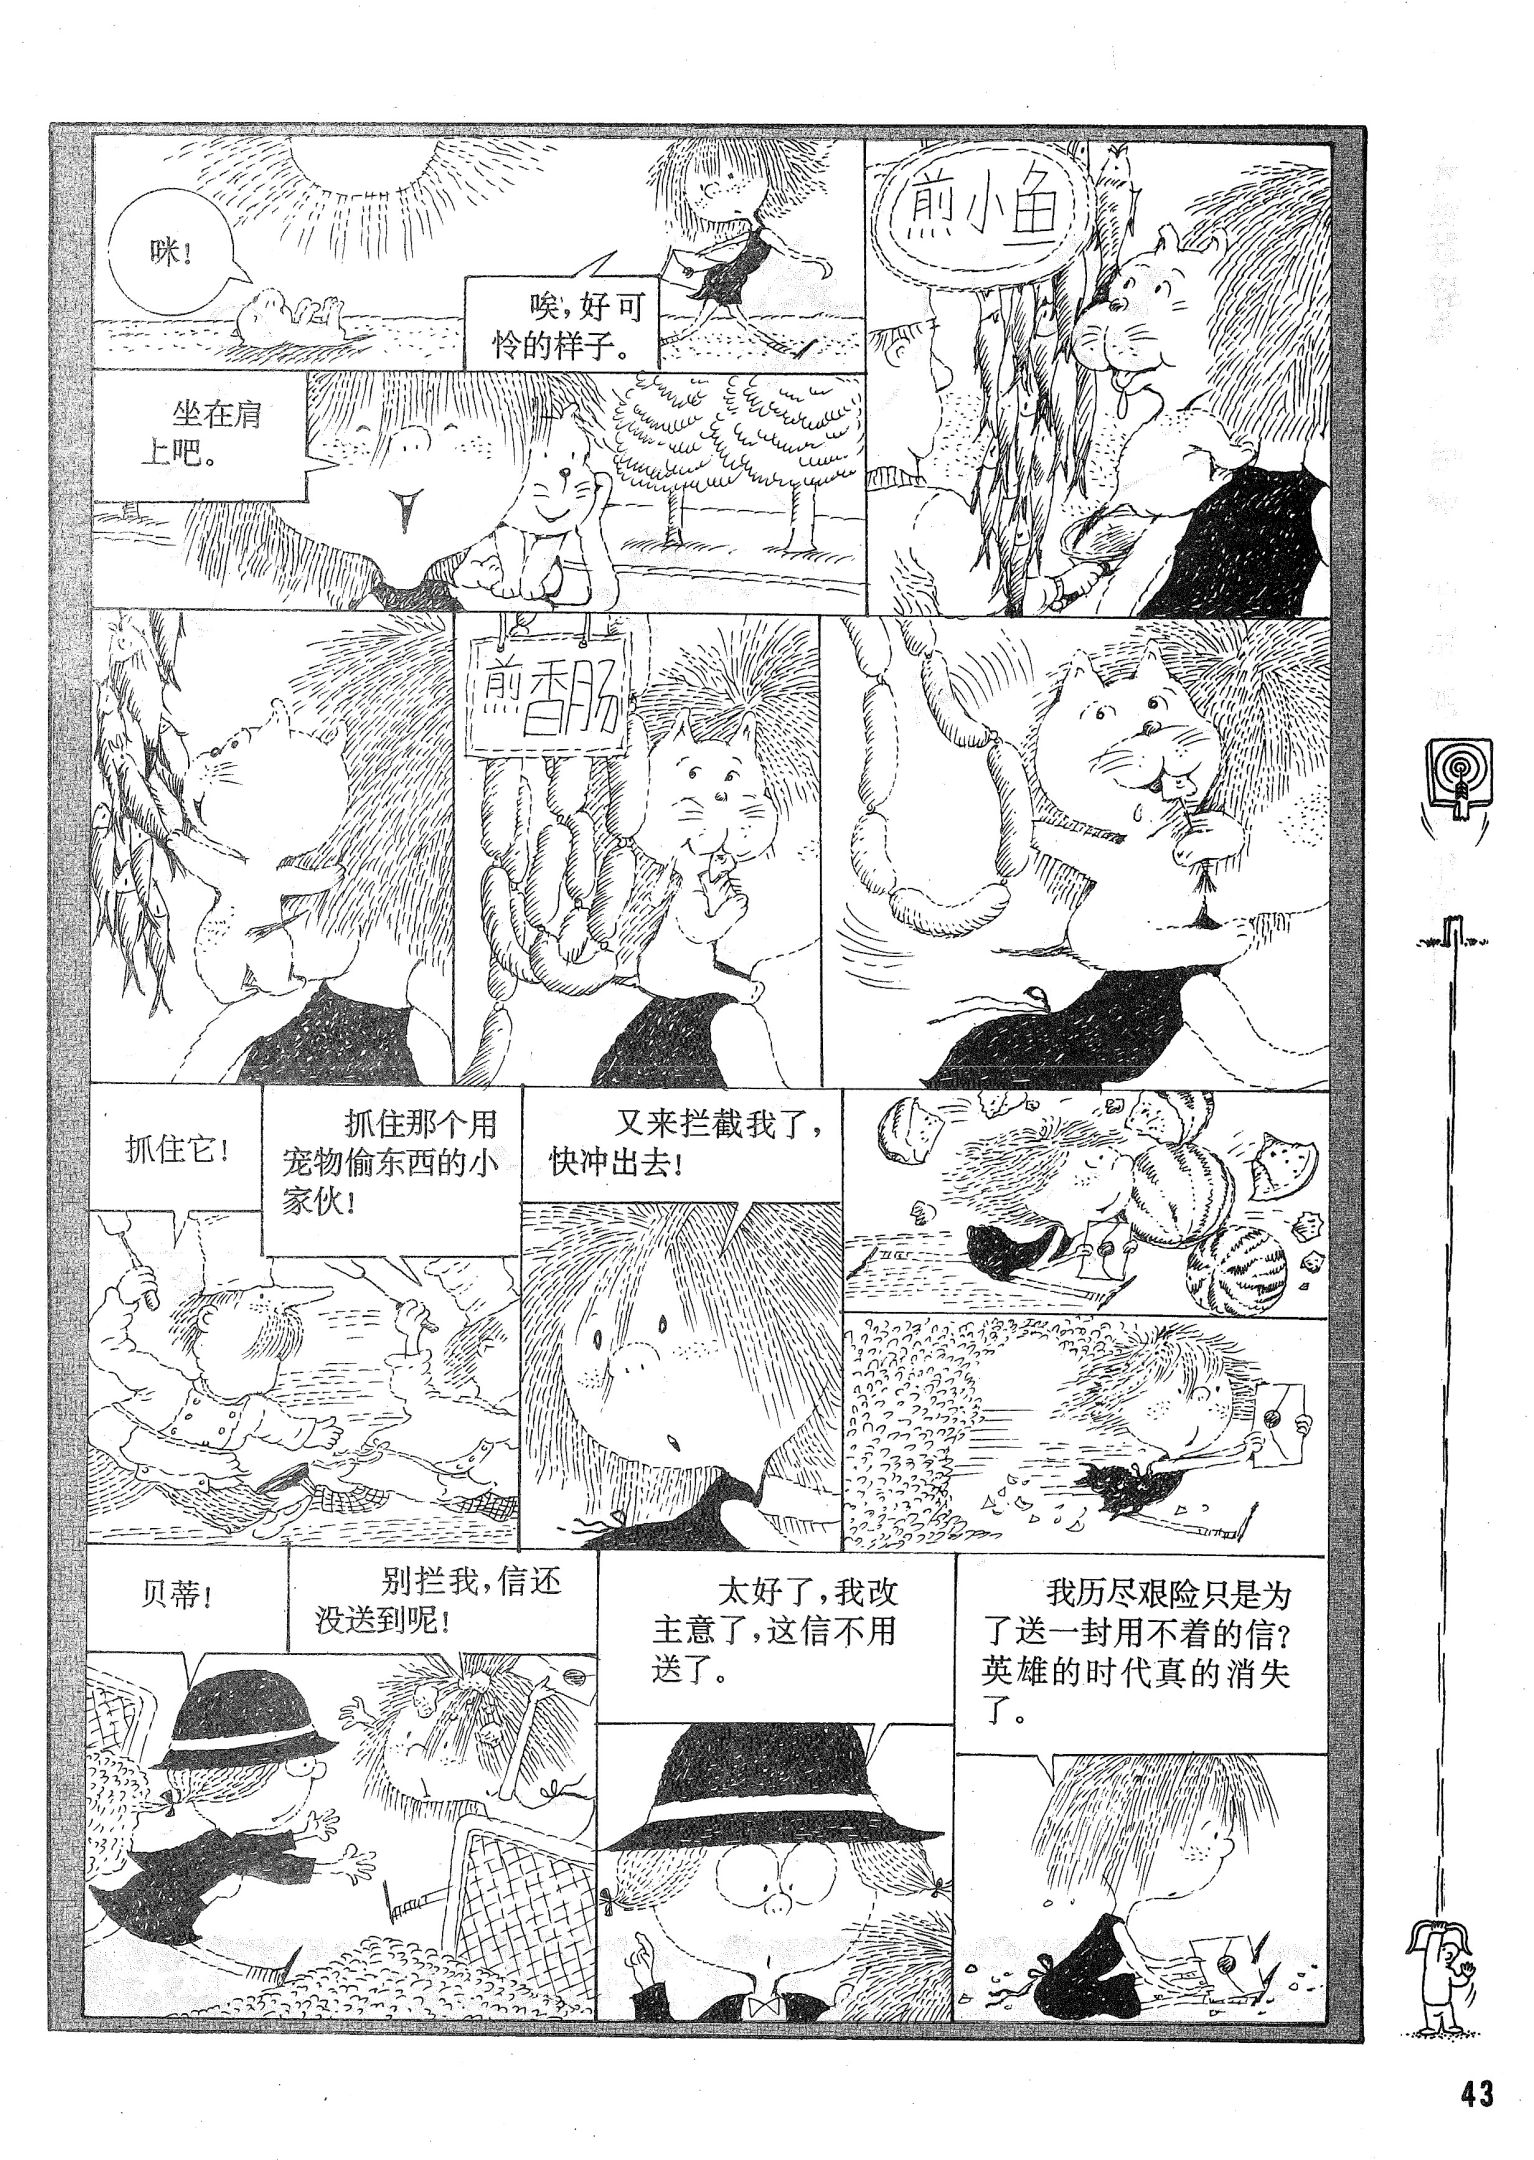 咪！
唉，好可
怜的样子。
煎小鱼
坐在肩
上吧。
煎香肠
抓住它！
抓住那个用
宠物偷东西的小
家伙！
又来拦截我了，
快冲出去！
贝蒂！
别拦我，信还
没送到呢！
太好了，我改
主意了，这信不用
送了。
我历尽艰险只是为
了送一封用不着的信？
英雄的时代真的消失
了。
43